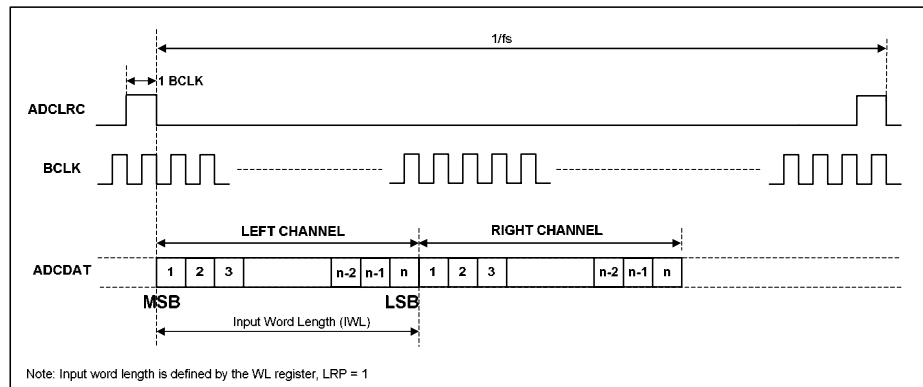 1/fs
1 BCLK
ADCLRC
BCLK
LEFT CHANNEL RIGHT CHANNEL
ADCDAT 1 2 3 n-2 n-1 n 1 2 3 n-2 n-1 n
MSB LSB
Input Word Length (IWL)
Note: Input word length is defined by the WL register, LRP = 1